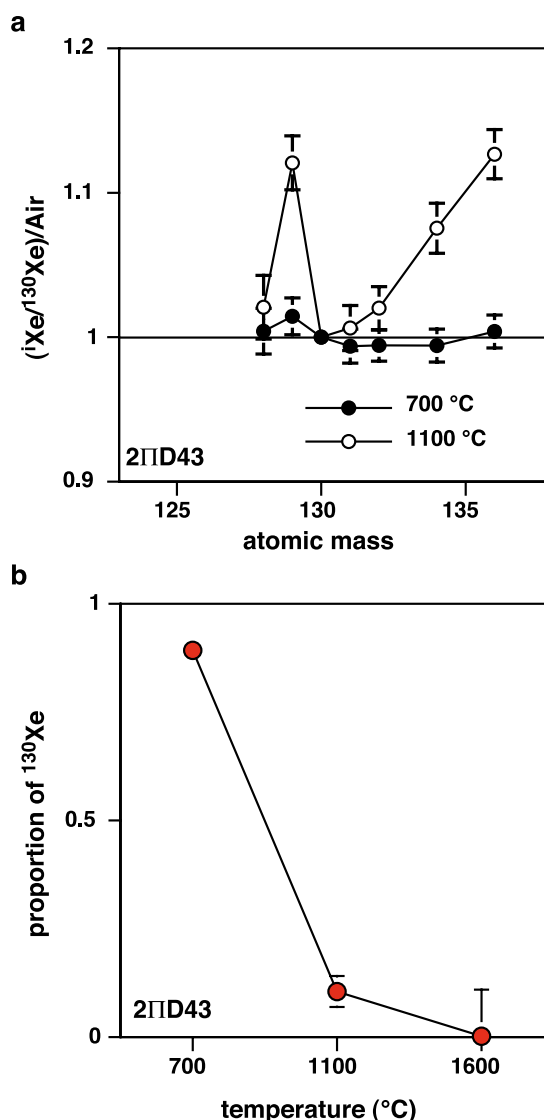 a
1.2
1.1
1
0.9
(ⁱXe/¹³⁰Xe)/Air
700 °C
1100 °C
2ΠD43
125 130 135
atomic mass
b
1
0.5
0
proportion of ¹³⁰Xe
2ΠD43
700 1100 1600
temperature (°C)